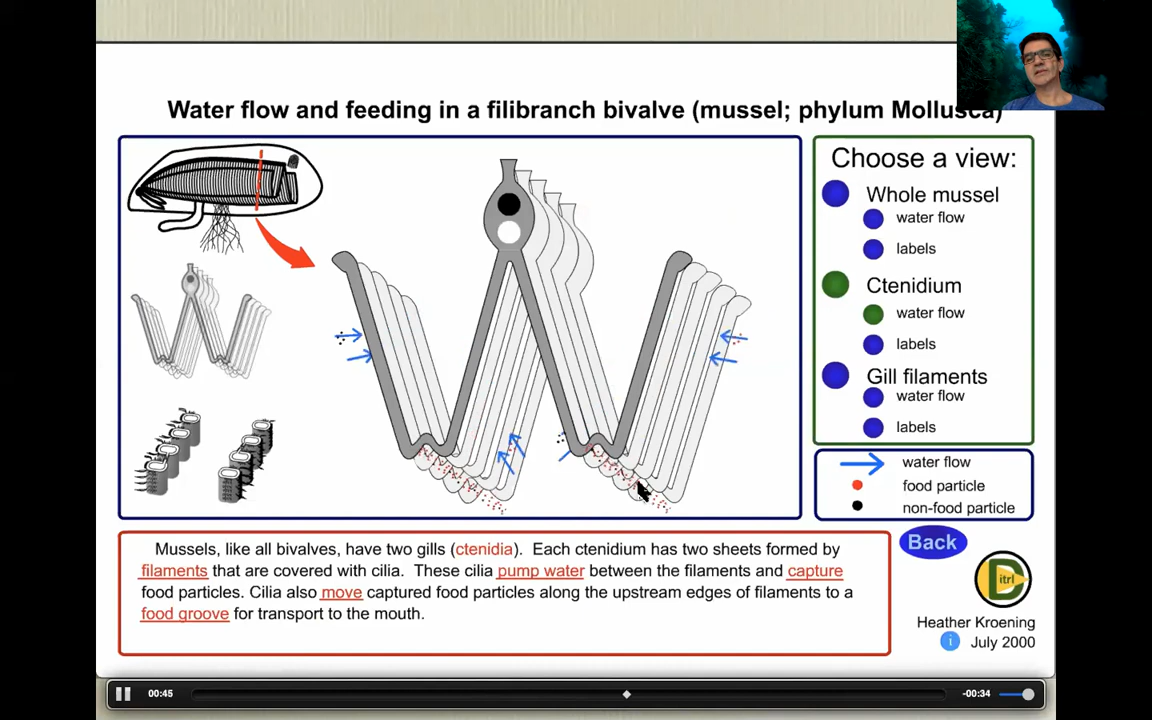 Water flow and feeding in a filibranch bivalve (mussel; phylum Mollusca)
Choose a view:
Whole mussel
water flow
labels
Ctenidium
water flow
labels
Gill filaments
water flow
labels
water flow
food particle
non-food particle
Mussels, like all bivalves, have two gills (ctenidia). Each ctenidium has two sheets formed by
filaments that are covered with cilia. These cilia pump water between the filaments and capture
food particles. Cilia also move captured food particles along the upstream edges of filaments to a
food groove for transport to the mouth.
Back
D itrl
Heather Kroening
i July 2000
00:45
-00:34